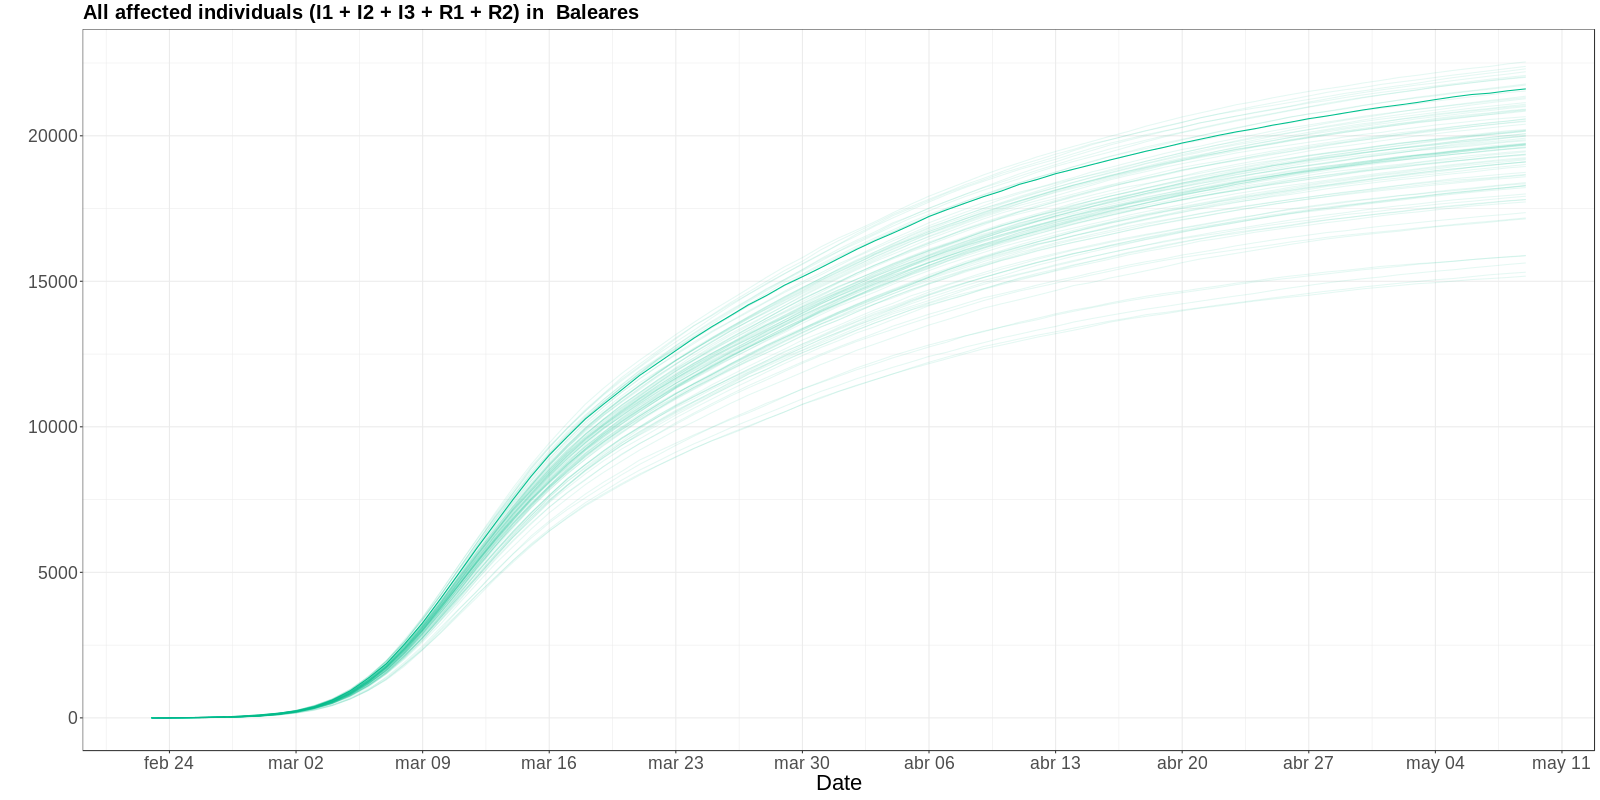 All affected individuals (I1 + I2 + I3 + R1 + R2) in  Baleares
20000
15000
10000
5000
0
feb 24 mar 02 mar 09 mar 16 mar 23 mar 30 abr 06 abr 13 abr 20 abr 27 may 04 may 11
Date